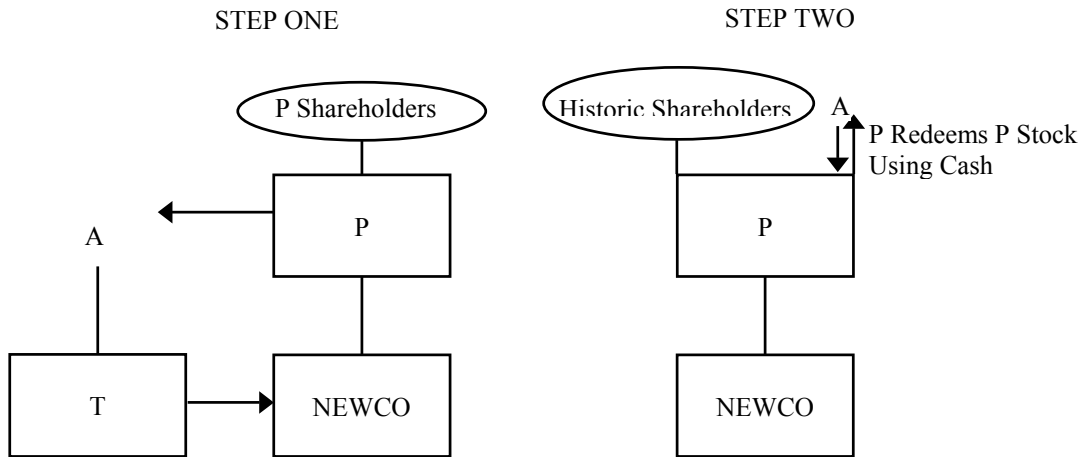 STEP ONE
P Shareholders
P
A
T
NEWCO
STEP TWO
Historic Shareholders
A
P Redeems P Stock
Using Cash
P
NEWCO